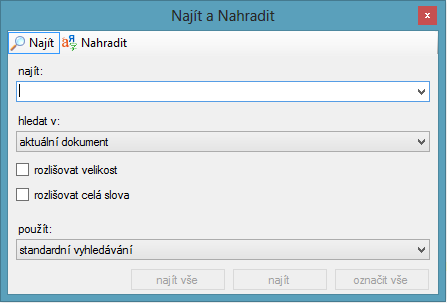 Najít a Nahradit
Najít Nahradit
najít:
hledat v:
aktuální dokument
rozlišovat velikost
rozlišovat celá slova
použít:
standardní vyhledávání
najít vše najít označit vše